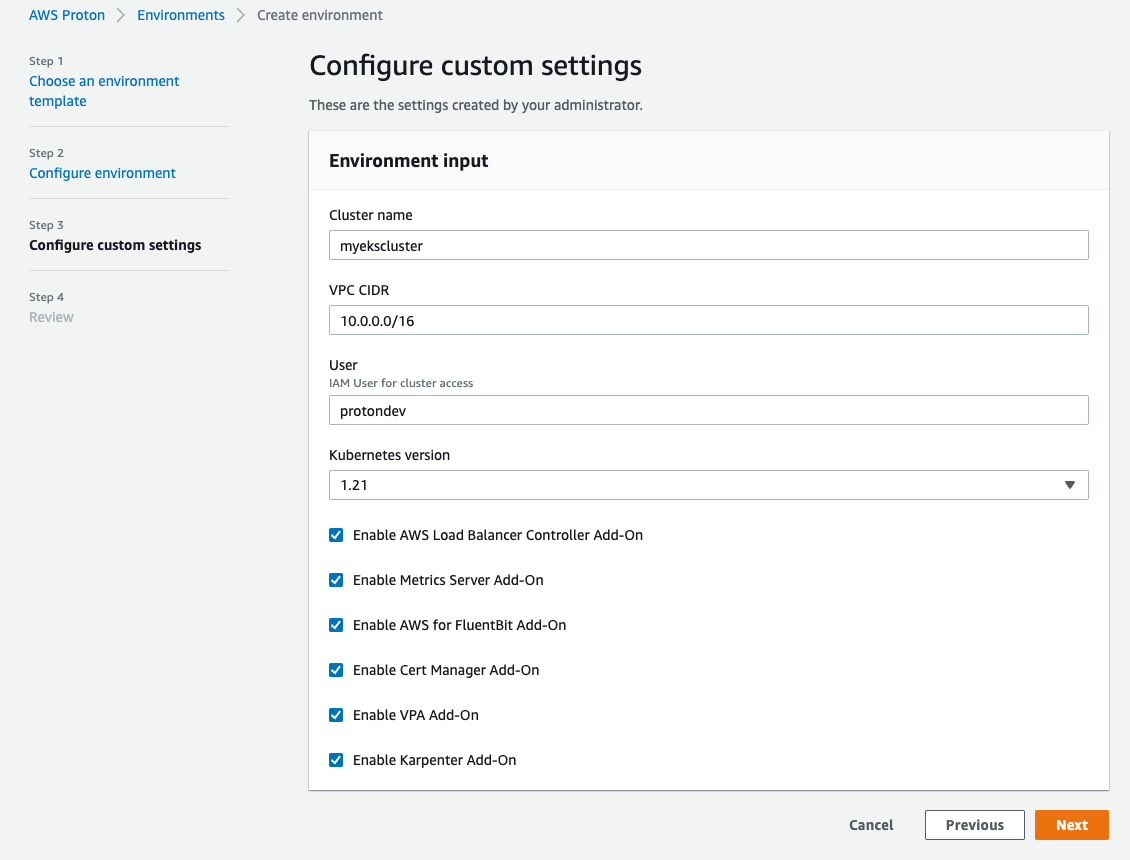 AWS Proton > Environments > Create environment
Step 1
Choose an environment
template
Step 2
Configure environment
Step 3
Configure custom settings
Step 4
Review
Configure custom settings
These are the settings created by your administrator.
Environment input
Cluster name
myekscluster
VPC CIDR
10.0.0.0/16
User
IAM User for cluster access
protondev
Kubernetes version
1.21
Enable AWS Load Balancer Controller Add-On
Enable Metrics Server Add-On
Enable AWS for FluentBit Add-On
Enable Cert Manager Add-On
Enable VPA Add-On
Enable Karpenter Add-On
Cancel Previous Next